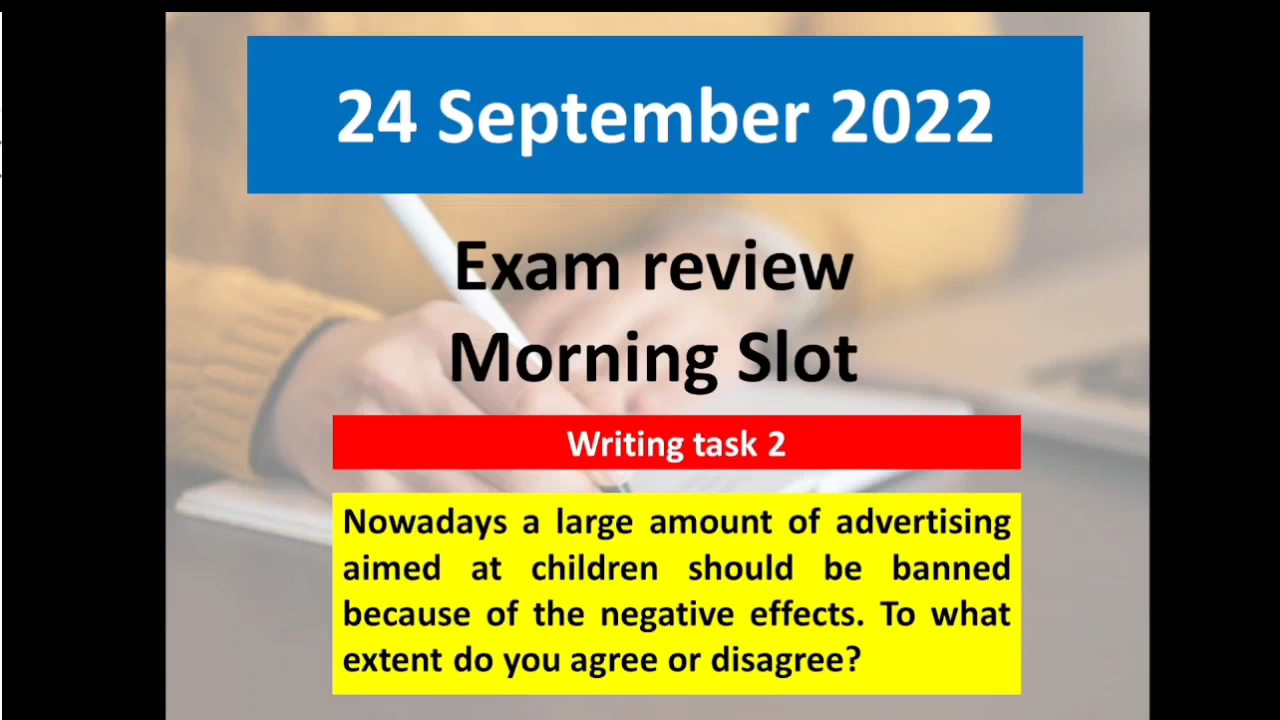 24 September 2022
Exam review
Morning Slot
Writing task 2
Nowadays a large amount of advertising
aimed at children should be banned
because of the negative effects. To what
extent do you agree or disagree?